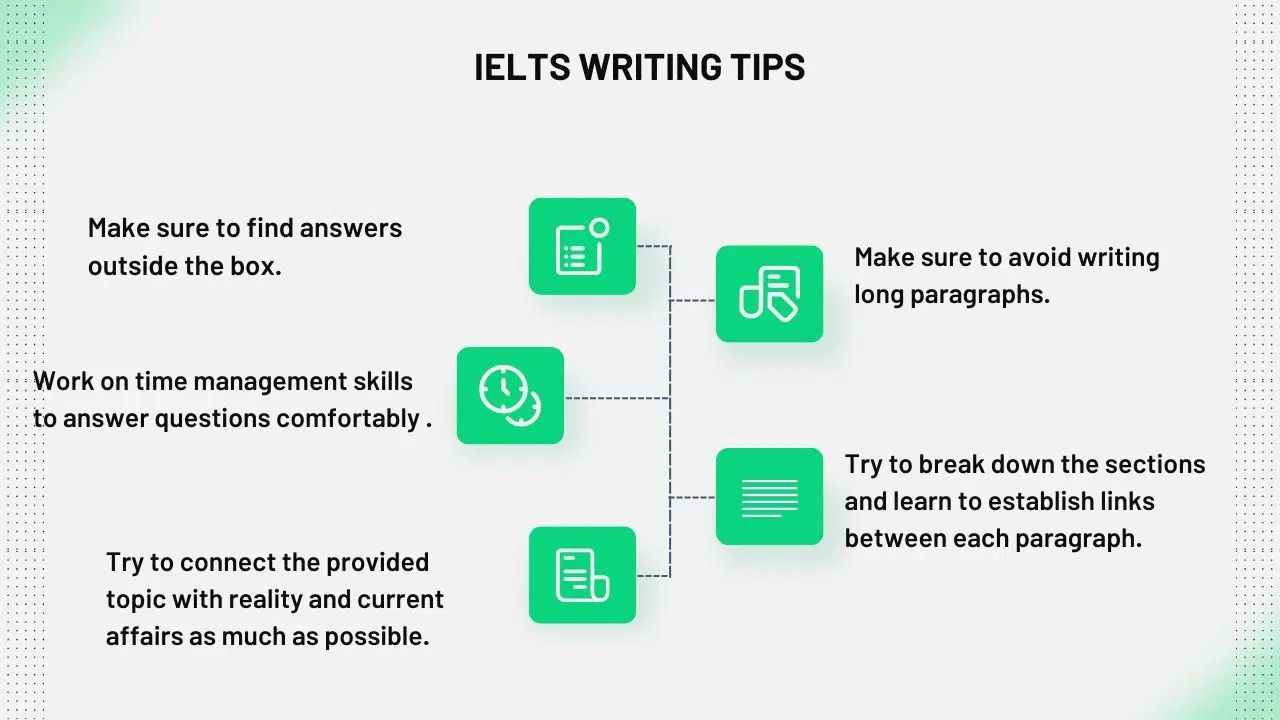 IELTS WRITING TIPS
Make sure to find answers
outside the box.
Make sure to avoid writing
long paragraphs.
Work on time management skills
to answer questions comfortably .
Try to break down the sections
and learn to establish links
between each paragraph.
Try to connect the provided
topic with reality and current
affairs as much as possible.